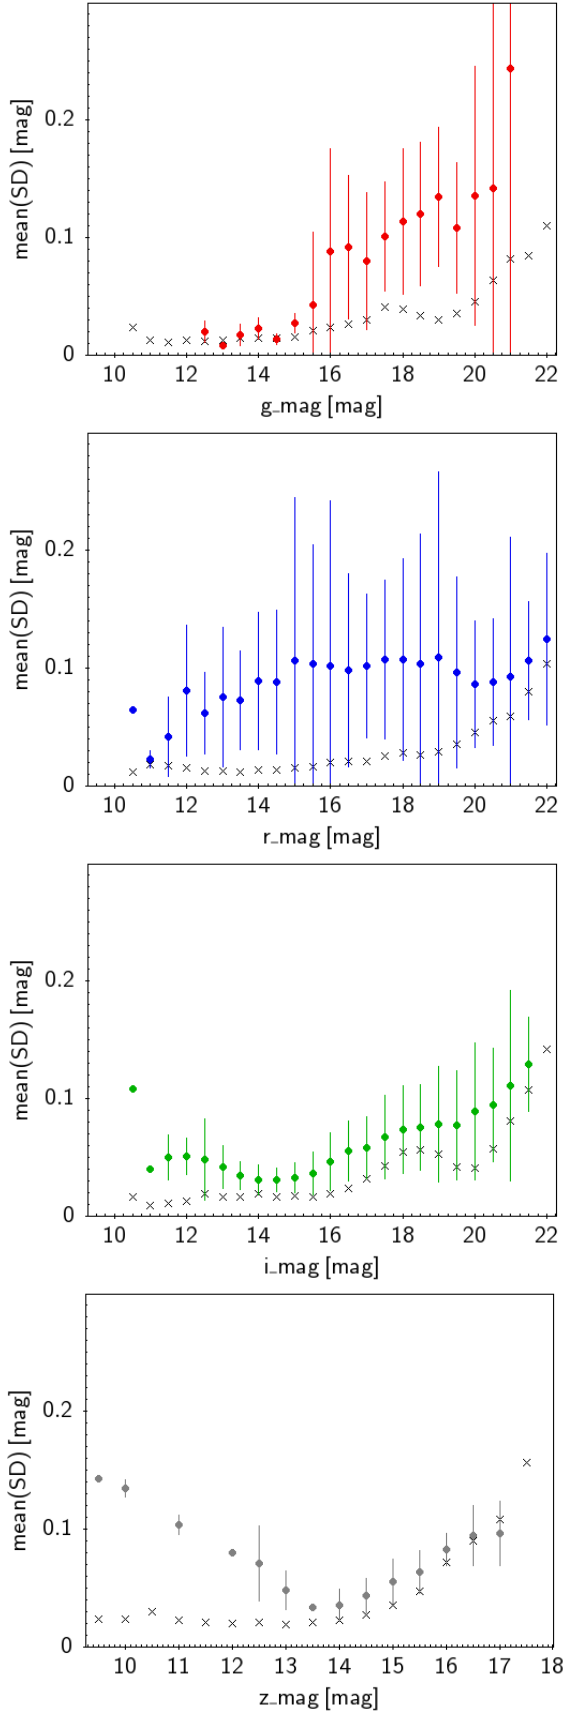 mean(SD) [mag]
0.2
0.1
0
10 12 14 16 18 20 22
g_mag [mag]
mean(SD) [mag]
0.2
0.1
0
10 12 14 16 18 20 22
r_mag [mag]
mean(SD) [mag]
0.2
0.1
0
10 12 14 16 18 20 22
i_mag [mag]
mean(SD) [mag]
0.2
0.1
0
10 11 12 13 14 15 16 17 18
z_mag [mag]